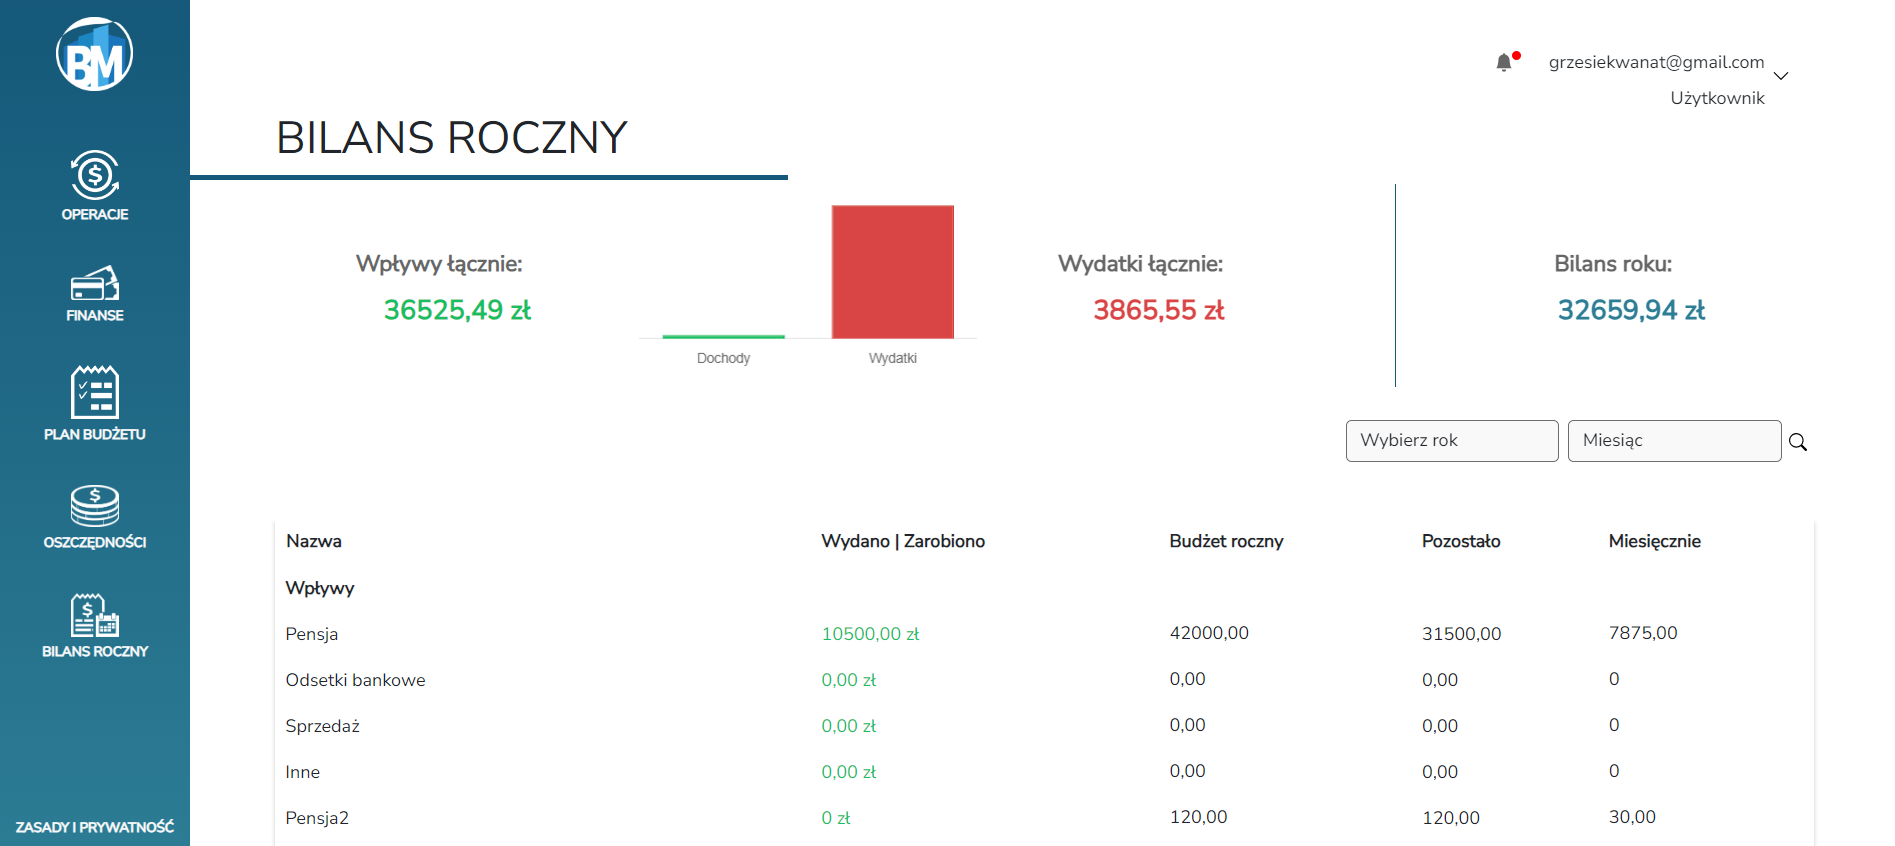 BM
OPERACJE
FINANSE
PLAN BUDŻETU
OSZCZĘDNOŚCI
BILANS ROCZNY
ZASADY I PRYWATNOŚĆ
grzesiekwanat@gmail.com
Użytkownik
BILANS ROCZNY
Wpływy łącznie:
36525,49 zł
Dochody
Wydatki
Wydatki łącznie:
3865,55 zł
Bilans roku:
32659,94 zł
Wybierz rok
Miesiąc
Nazwa Wydano | Zarobiono Budżet roczny Pozostało Miesięcznie
Wpływy
Pensja 10500,00 zł 42000,00 31500,00 7875,00
Odsetki bankowe 0,00 zł 0,00 0,00 0
Sprzedaż 0,00 zł 0,00 0,00 0
Inne 0,00 zł 0,00 0,00 0
Pensja2 0 zł 120,00 120,00 30,00